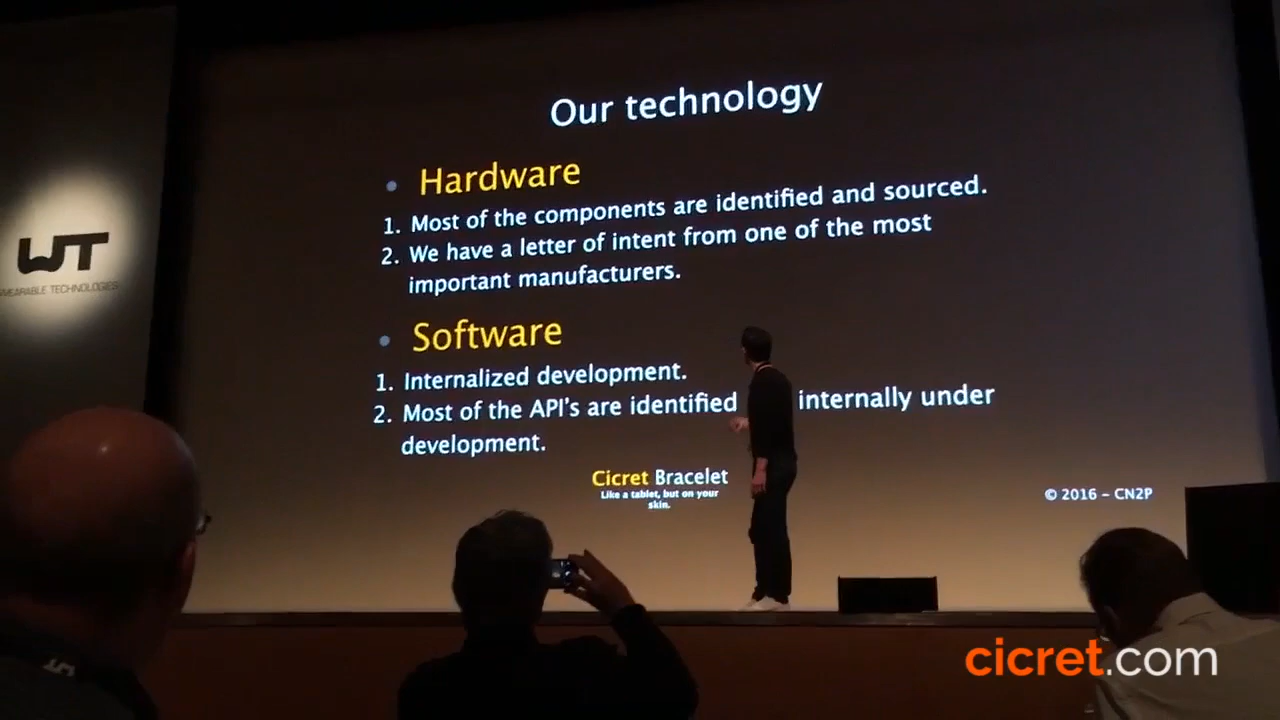 Our technology
• Hardware
1. Most of the components are identified and sourced.
2. We have a letter of intent from one of the most
important manufacturers.
• Software
1. Internalized development.
2. Most of the API's are identified internally under
development.
Cicret Bracelet
Like a tablet, but on your
skin.
© 2016 - CN2P
WT
WEARABLE TECHNOLOGIES
cicret.com